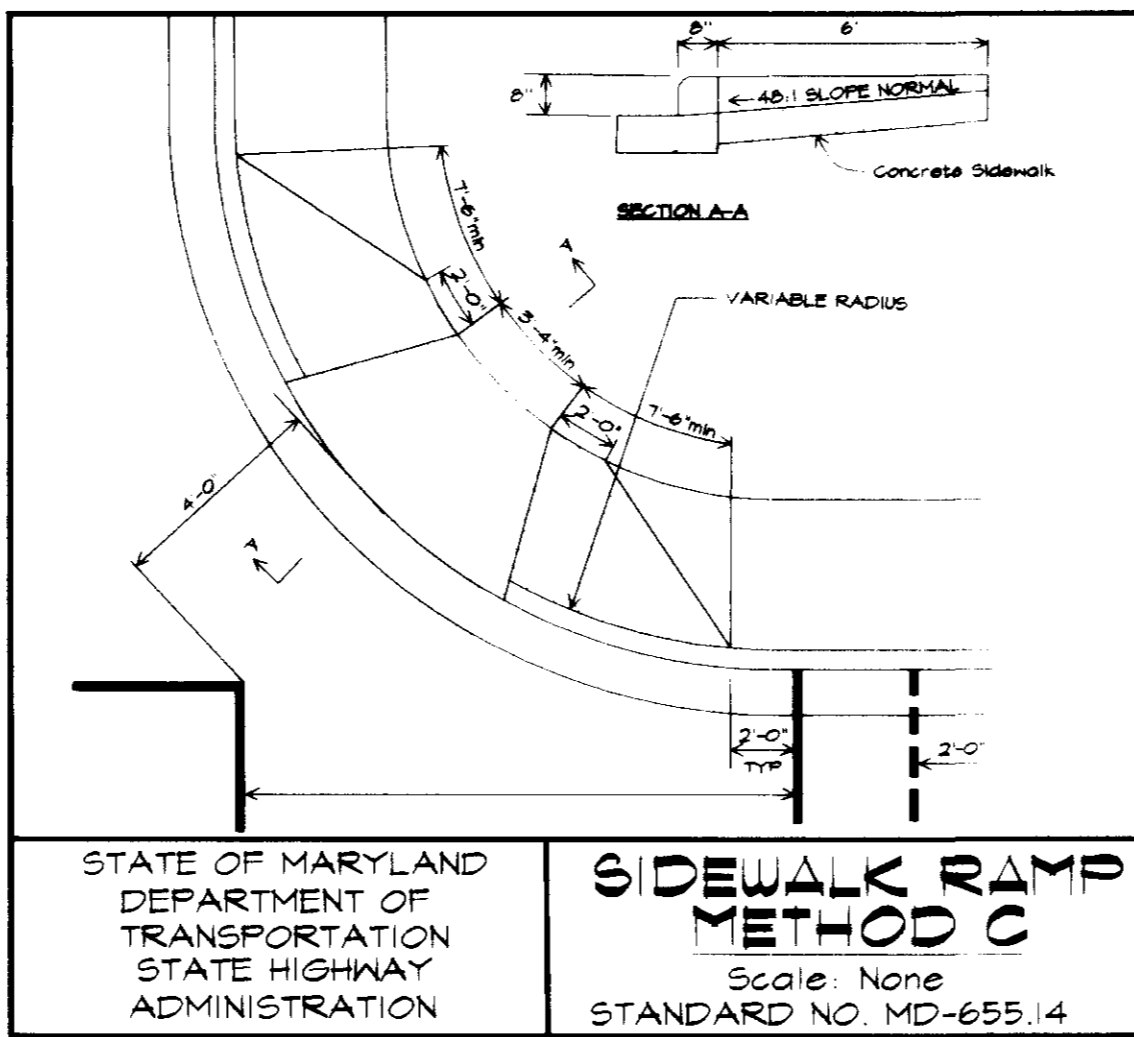 8" 6'
8" 48:1 SLOPE NORMAL
Concrete Sidewalk
SECTION A-A
7'-6"min
A
2'-0"
VARIABLE RADIUS
3'-4"min
7'-6"min
2'-0"
4'-0"
A
2'-0"
TYP
2'-0"
STATE OF MARYLAND
DEPARTMENT OF
TRANSPORTATION
STATE HIGHWAY
ADMINISTRATION
SIDEWALK RAMP
METHOD C
Scale: None
STANDARD NO. MD-655.14